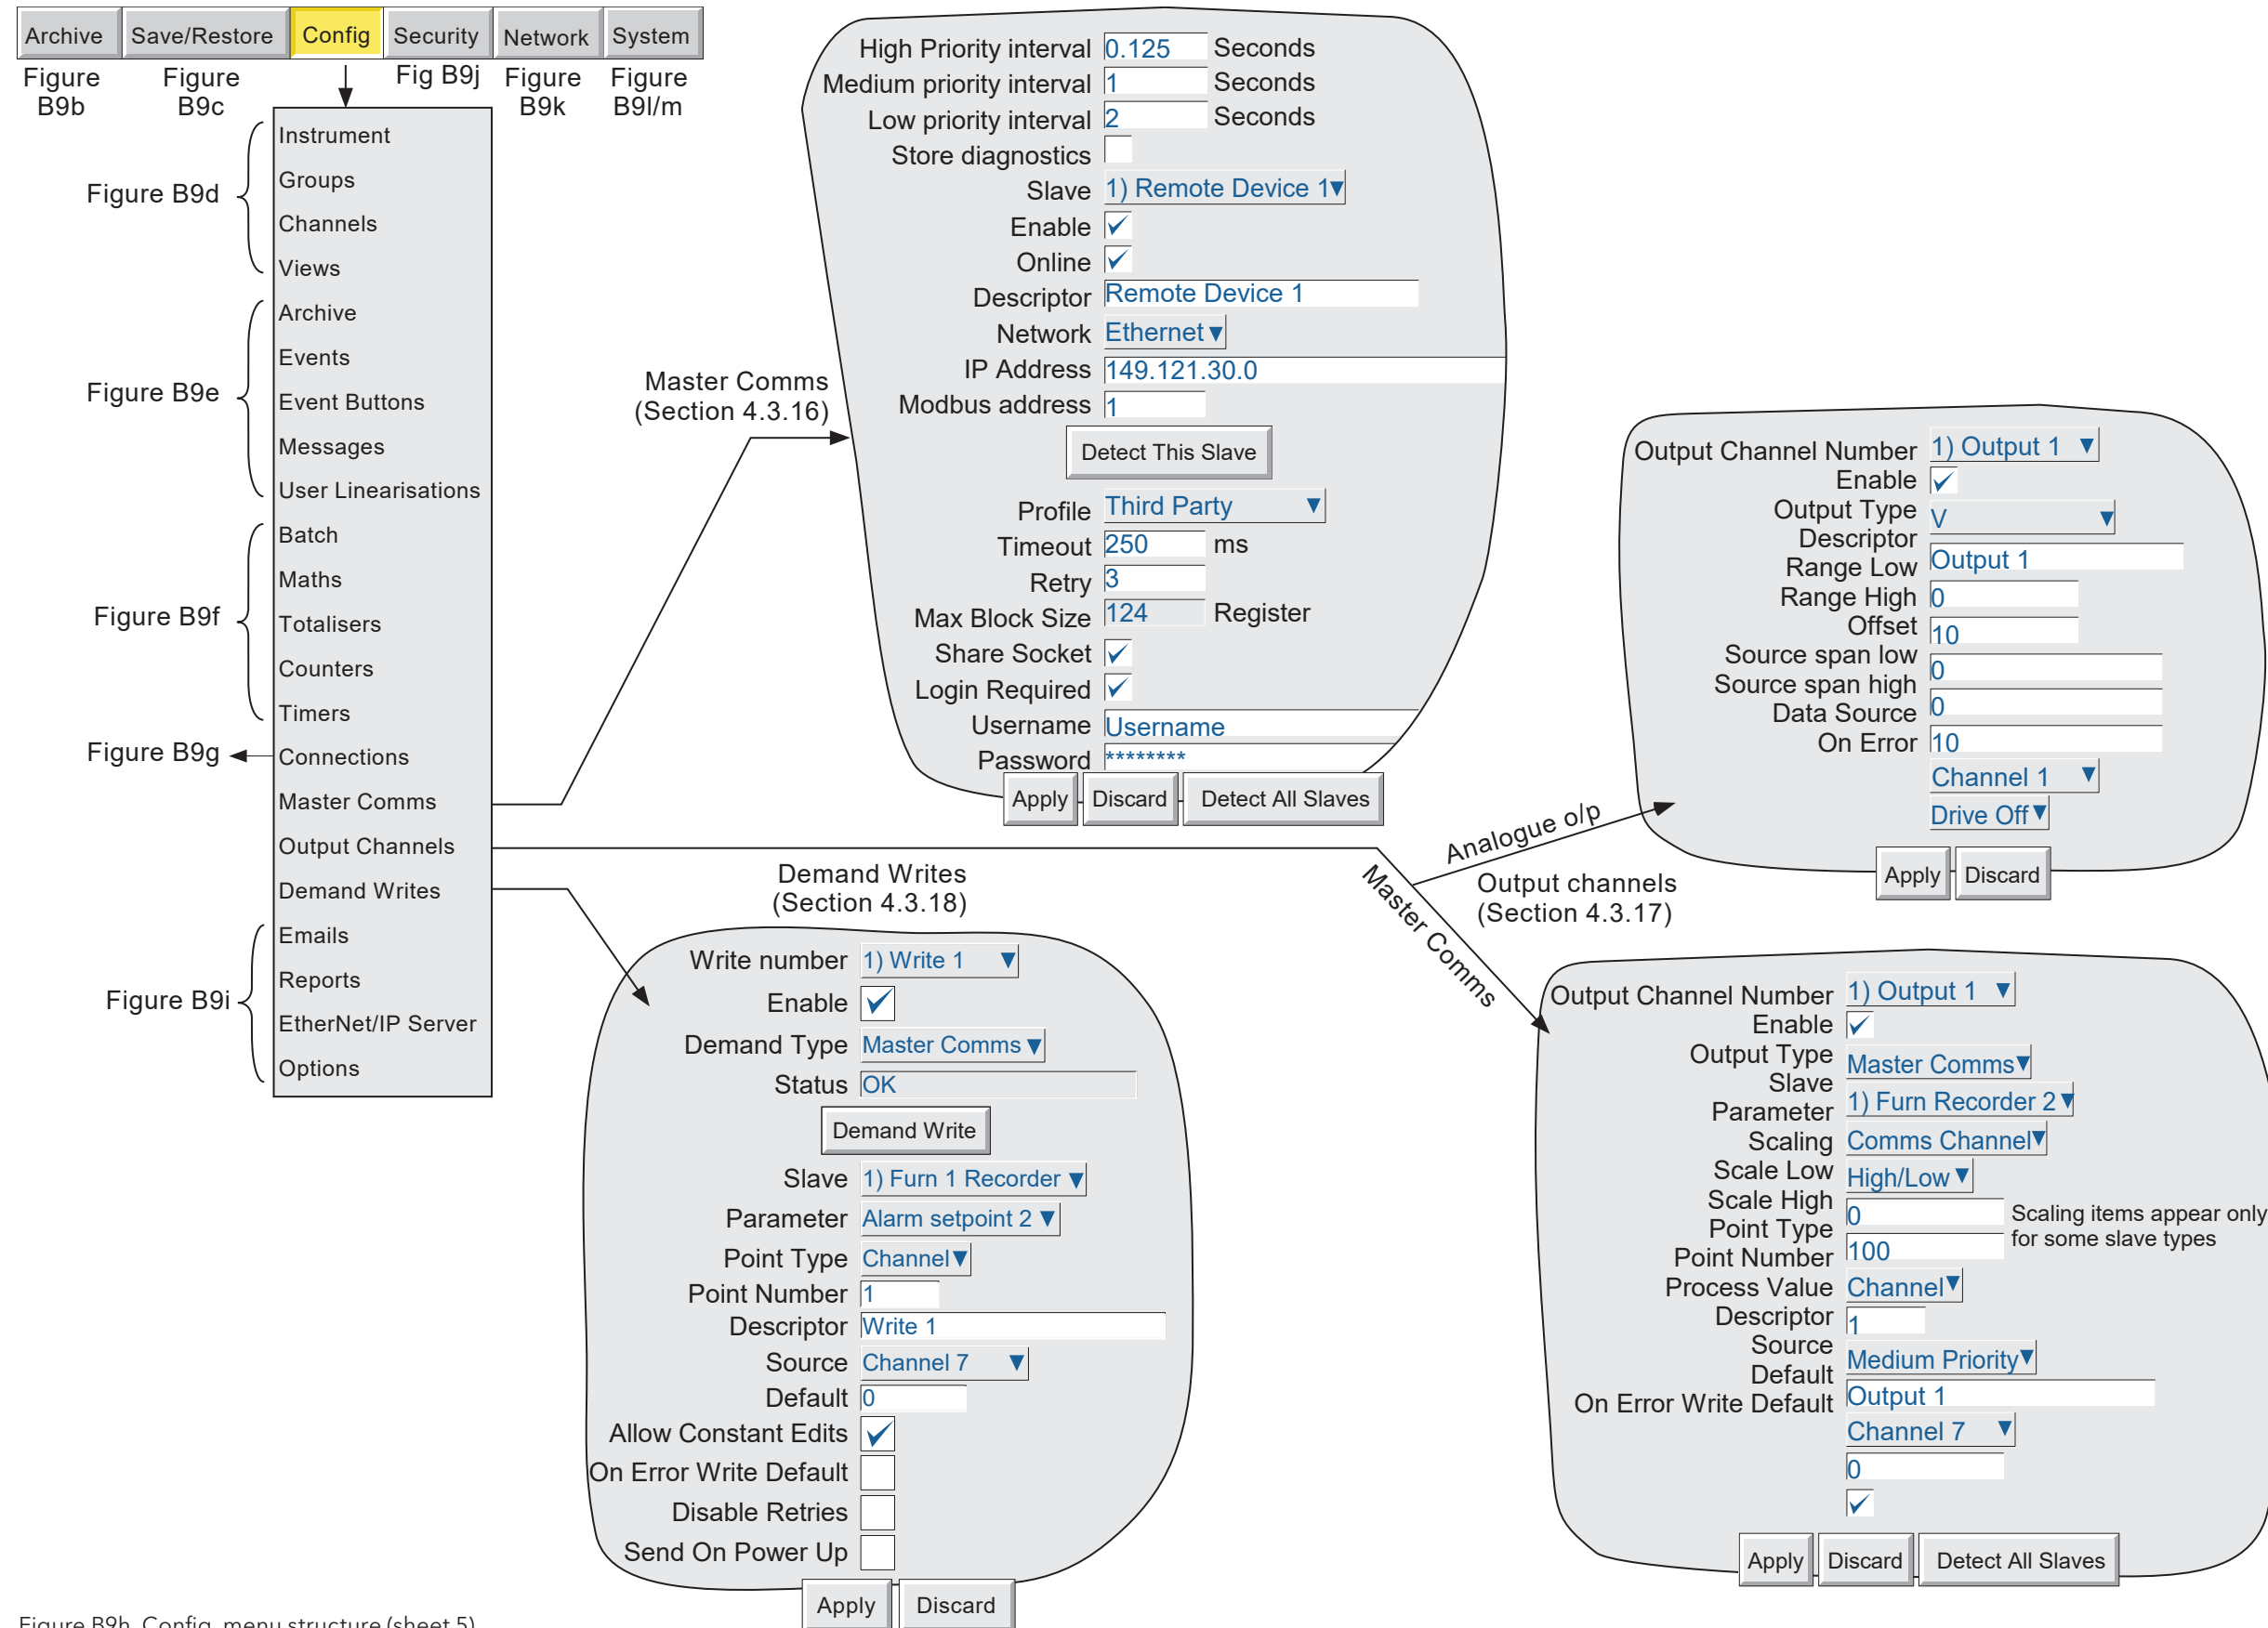 Archive
Save/Restore
Config
Security
Network
System
Figure B9b
Figure B9c
Fig B9j
Figure B9k
Figure B9l/m
Instrument
Groups
Channels
Views
Figure B9d
Archive
Events
Event Buttons
Messages
User Linearisations
Figure B9e
Batch
Maths
Totalisers
Counters
Timers
Figure B9f
Connections
Figure B9g
Master Comms
Output Channels
Demand Writes
Emails
Reports
EtherNet/IP Server
Options
Figure B9i
Master Comms
(Section 4.3.16)
High Priority interval 0.125 Seconds
Medium priority interval 1 Seconds
Low priority interval 2 Seconds
Store diagnostics
Slave 1) Remote Device 1
Enable
Online
Descriptor Remote Device 1
Network Ethernet
IP Address 149.121.30.0
Modbus address 1
Detect This Slave
Profile Third Party
Timeout 250 ms
Retry 3
Max Block Size 124 Register
Share Socket
Login Required
Username Username
Password ********
Apply Discard Detect All Slaves
Demand Writes
(Section 4.3.18)
Write number 1) Write 1
Enable
Demand Type Master Comms
Status OK
Demand Write
Slave 1) Furn 1 Recorder
Parameter Alarm setpoint 2
Point Type Channel
Point Number 1
Descriptor Write 1
Source Channel 7
Default 0
Allow Constant Edits
On Error Write Default
Disable Retries
Send On Power Up
Apply Discard
Analogue o/p
Output channels
(Section 4.3.17)
Master Comms
Output Channel Number 1) Output 1
Enable
Output Type V
Descriptor
Range Low Output 1
Range High 0
Offset 10
Source span low 0
Source span high 0
Data Source
On Error 10
Channel 1
Drive Off
Apply Discard
Output Channel Number 1) Output 1
Enable
Output Type Master Comms
Slave
Parameter 1) Furn Recorder 2
Scaling Comms Channel
Scale Low High/Low
Scale High 0
Point Type
Point Number 100
Scaling items appear only
for some slave types
Process Value Channel
Descriptor 1
Source
Default Medium Priority
On Error Write Default Output 1
Channel 7
0
Apply Discard Detect All Slaves
Figure B9h Config. menu structure (sheet 5)